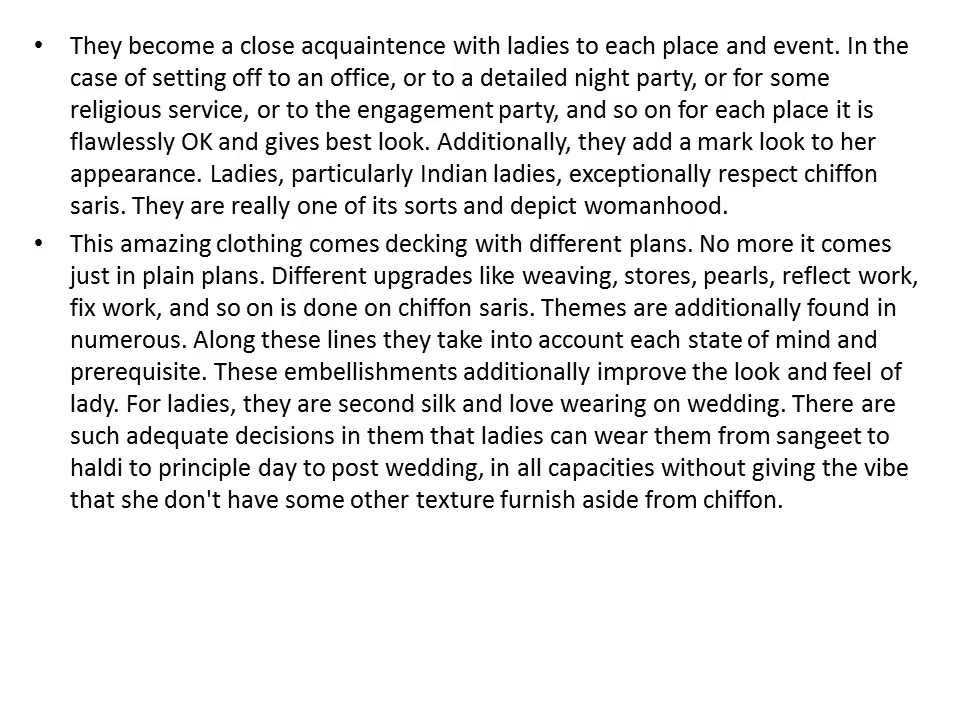 • They become a close acquaintence with ladies to each place and event. In the
case of setting off to an office, or to a detailed night party, or for some
religious service, or to the engagement party, and so on for each place it is
flawlessly OK and gives best look. Additionally, they add a mark look to her
appearance. Ladies, particularly Indian ladies, exceptionally respect chiffon
saris. They are really one of its sorts and depict womanhood.
• This amazing clothing comes decking with different plans. No more it comes
just in plain plans. Different upgrades like weaving, stores, pearls, reflect work,
fix work, and so on is done on chiffon saris. Themes are additionally found in
numerous. Along these lines they take into account each state of mind and
prerequisite. These embellishments additionally improve the look and feel of
lady. For ladies, they are second silk and love wearing on wedding. There are
such adequate decisions in them that ladies can wear them from sangeet to
haldi to principle day to post wedding, in all capacities without giving the vibe
that she don't have some other texture furnish aside from chiffon.